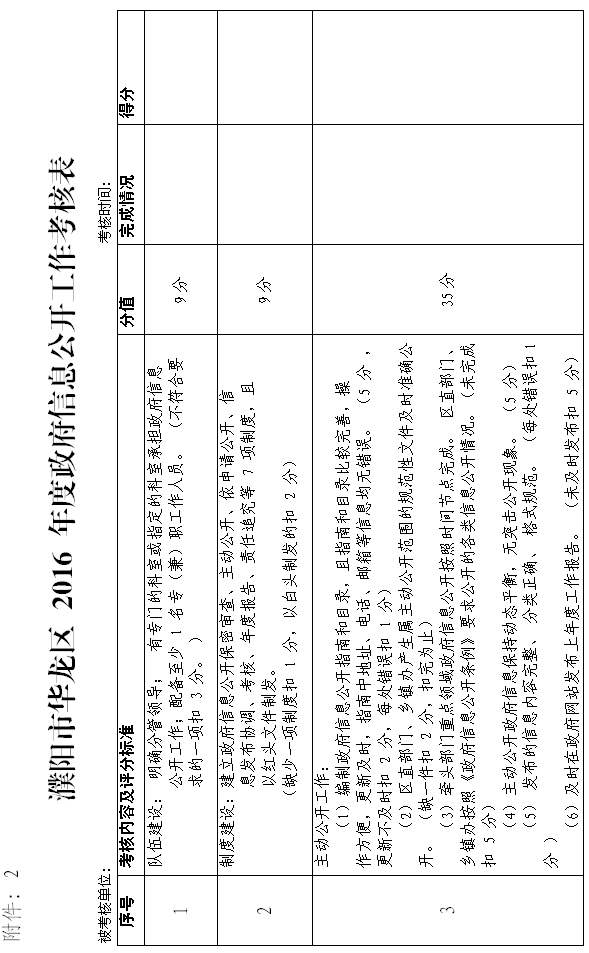 附件：2
濮阳市华龙区 2016 年度政府信息公开工作考核表
被考核单位：
考核时间：
序号
考核内容及评分标准
分值
完成情况
得分
1
队伍建设：明确分管领导；有专门的科室或指定的科室承担政府信息
公开工作；配备至少 1 名专（兼）职工作人员。（不符合要
求的一项扣 3 分。）
9分
2
制度建设：建立政府信息公开保密审查、主动公开、依申请公开、信
息发布协调、考核、年度报告、责任追究等 7 项制度，且
以红头文件制发。
（缺少一项制度扣 1 分，以白头制发的扣 2 分）
9分
3
主动公开工作：
（1）编制政府信息公开指南和目录，且指南和目录比较完善，操
作方便，更新及时，指南中地址、电话、邮箱等信息均无错误。（5 分，
更新不及时扣 2 分，每处错误扣 1 分）
（2）区直部门、乡镇办产生属主动公开范围的规范性文件及时准确公
开。（缺一件扣 2 分，扣完为止）
（3）牵头部门重点领域政府信息公开按照时间节点完成。区直部门、
乡镇办按照《政府信息公开条例》要求公开的各类信息公开情况。（未完成
扣 5 分）
（4）主动公开政府信息保持动态平衡，无突击公开现象。（5 分）
（5）发布的信息内容完整、分类正确、格式规范。（每处错误扣 1
分）
（6）及时在政府网站发布上年度工作报告。（未及时发布扣 5 分）
35分